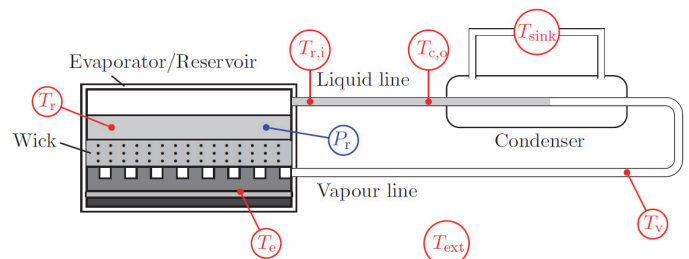 T_sink
Evaporator/Reservoir
T_r,i
T_c,o
Liquid line
T_r
Wick
P_r
Condenser
Vapour line
T_v
T_e
T_ext